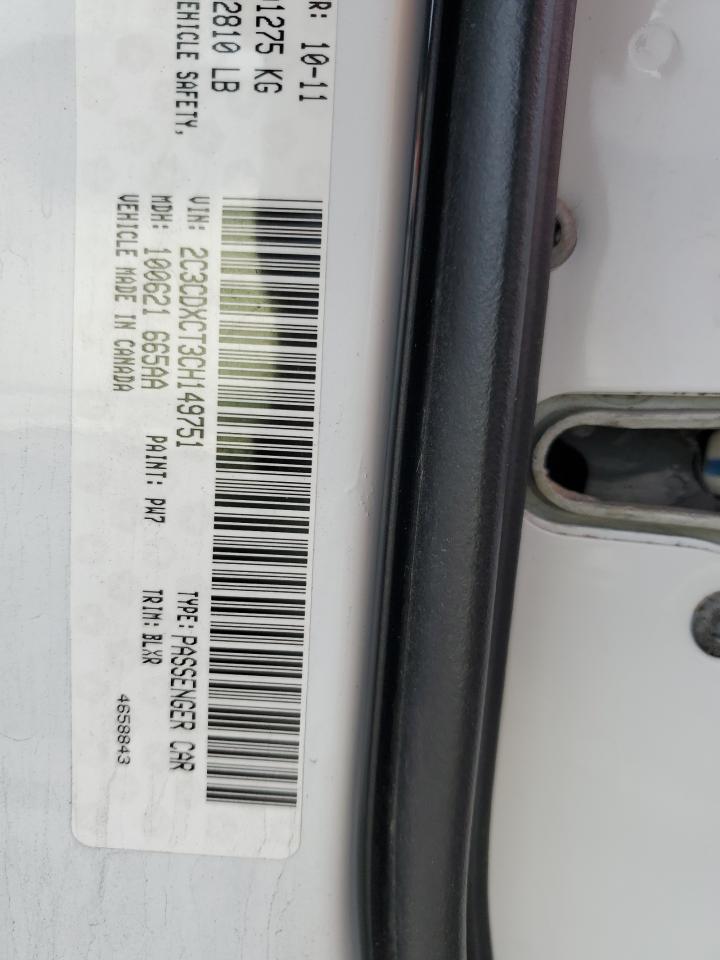 R: 10-11
1275 KG
2810 LB
VEHICLE SAFETY,
VIN: 2C3CDXCT3CH149751
TYPE: PASSENGER CAR
MDH: 100621 665AA
PAINT: PW7
TRIM: BLXR
VEHICLE MADE IN CANADA
4658843